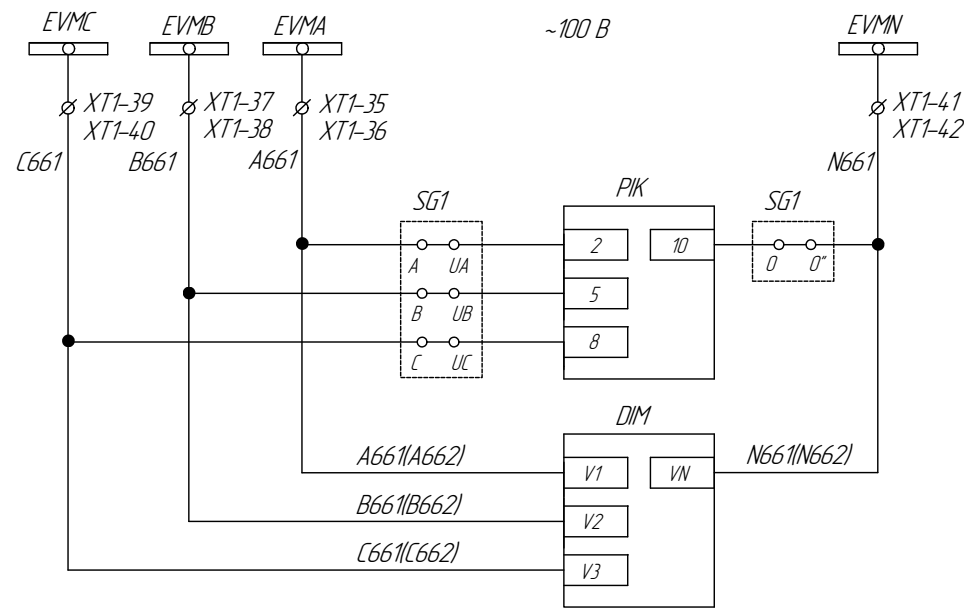 EVMC EVMB EVMA ~100 В EVMN
XT1-39 XT1-37 XT1-35 XT1-41
XT1-40 XT1-38 XT1-36 XT1-42
C661 B661 A661 N661
SG1 PIK SG1
2 10
A UA O O"
5
B UB
8
C UC
DIM
A661(A662) N661(N662)
V1 VN
B661(B662)
V2
C661(C662)
V3